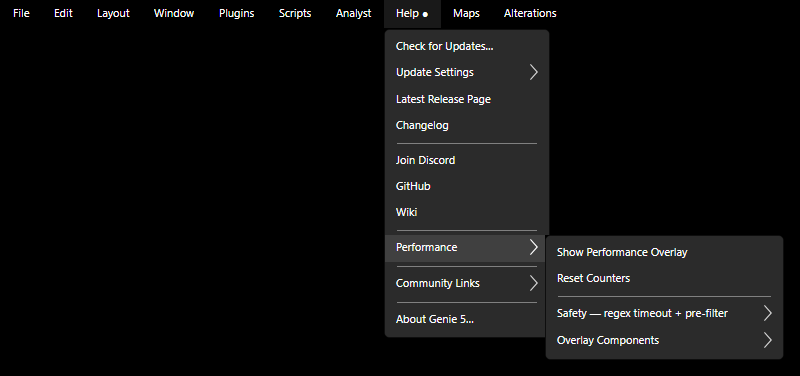 File Edit Layout Window Plugins Scripts Analyst Help ● Maps Alterations
Check for Updates...
Update Settings
Latest Release Page
Changelog
Join Discord
GitHub
Wiki
Performance
Community Links
About Genie 5...
Show Performance Overlay
Reset Counters
Safety — regex timeout + pre-filter
Overlay Components